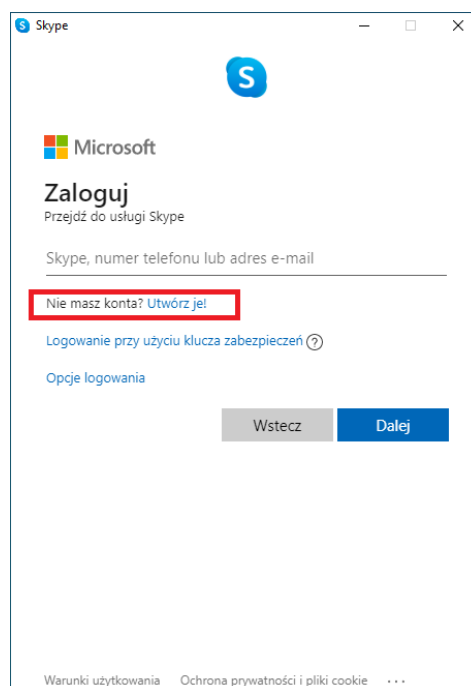 Skype
S
Microsoft
Zaloguj
Przejdź do usługi Skype
Skype, numer telefonu lub adres e-mail
Nie masz konta? Utwórz je!
Logowanie przy użyciu klucza zabezpieczeń ?
Opcje logowania
Wstecz Dalej
Warunki użytkowania Ochrona prywatności i pliki cookie ...